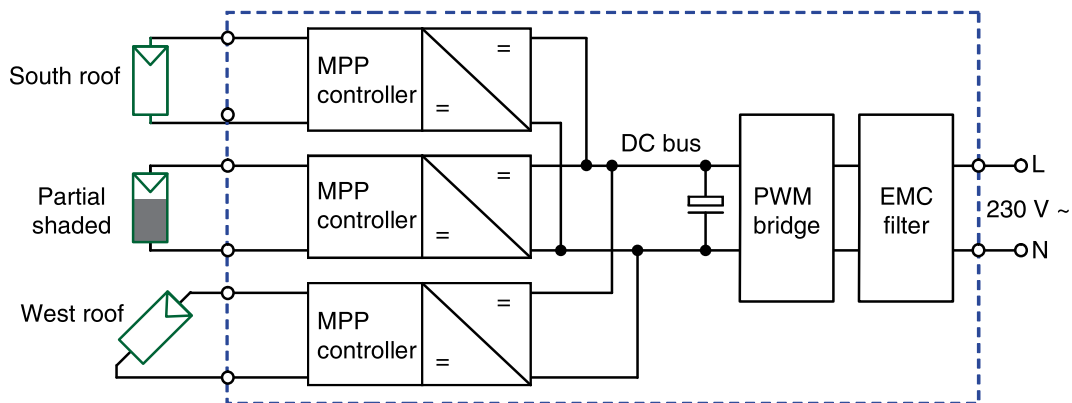 South roof
MPP
controller
=
=
Partial
shaded
MPP
controller
=
=
West roof
MPP
controller
=
=
DC bus
PWM
bridge
EMC
filter
L
230 V ~
N